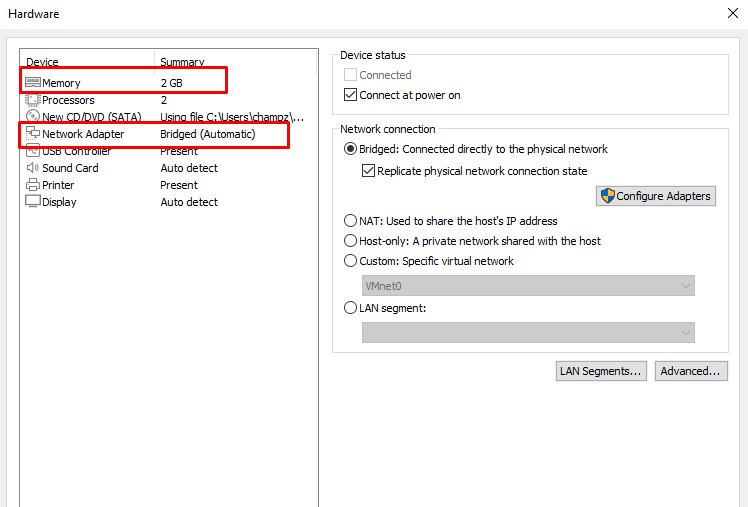 Hardware
Device Summary
Memory 2 GB
Processors 2
New CD/DVD (SATA) Using file C:\Users\champz\...
Network Adapter Bridged (Automatic)
USB Controller Present
Sound Card Auto detect
Printer Present
Display Auto detect
Device status
Connected
Connect at power on
Network connection
Bridged: Connected directly to the physical network
Replicate physical network connection state
Configure Adapters
NAT: Used to share the host's IP address
Host-only: A private network shared with the host
Custom: Specific virtual network
VMnet0
LAN segment:
LAN Segments... Advanced...